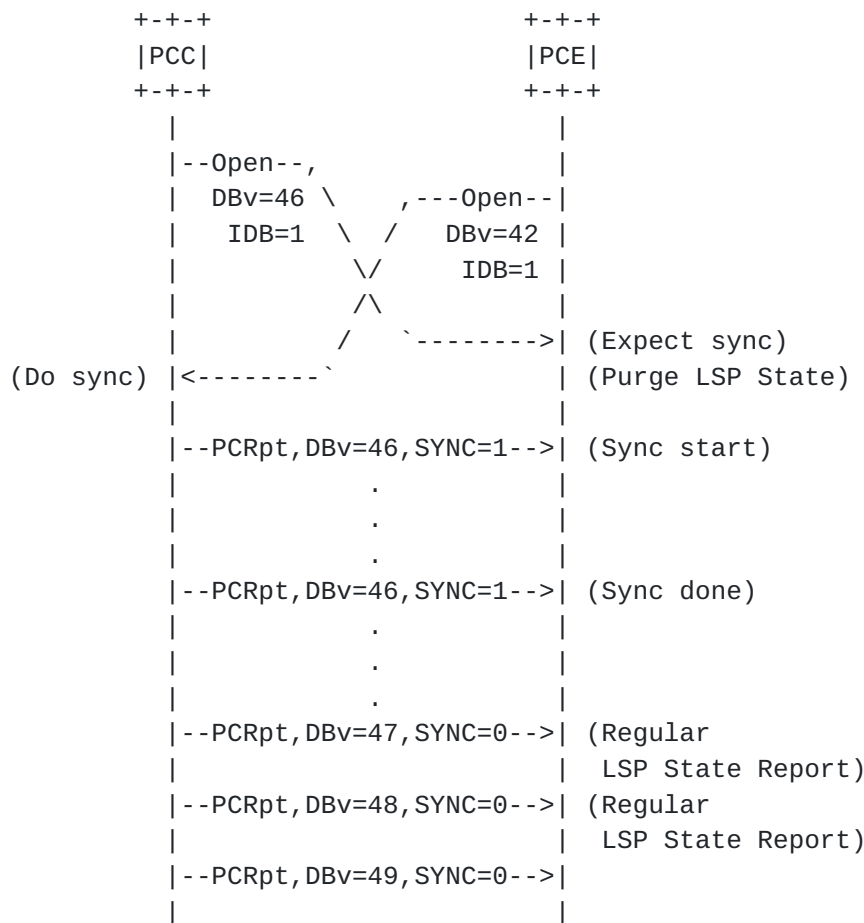 +-+-+                    +-+-+
|PCC|                    |PCE|
+-+-+                    +-+-+
|                        |
|--Open--,               |
|  DBv=46 \    ,---Open--|
|   IDB=1  \  /   DBv=42 |
|           \/     IDB=1 |
|           /\           |
|          /   `-------->| (Expect sync)
(Do sync) |<--------`              | (Purge LSP State)
|                        |
|--PCRpt,DBv=46,SYNC=1-->| (Sync start)
|            .           |
|            .           |
|            .           |
|--PCRpt,DBv=46,SYNC=1-->| (Sync done)
|            .           |
|            .           |
|            .           |
|--PCRpt,DBv=47,SYNC=0-->| (Regular
|                        |  LSP State Report)
|--PCRpt,DBv=48,SYNC=0-->| (Regular
|                        |  LSP State Report)
|--PCRpt,DBv=49,SYNC=0-->|
|                        |